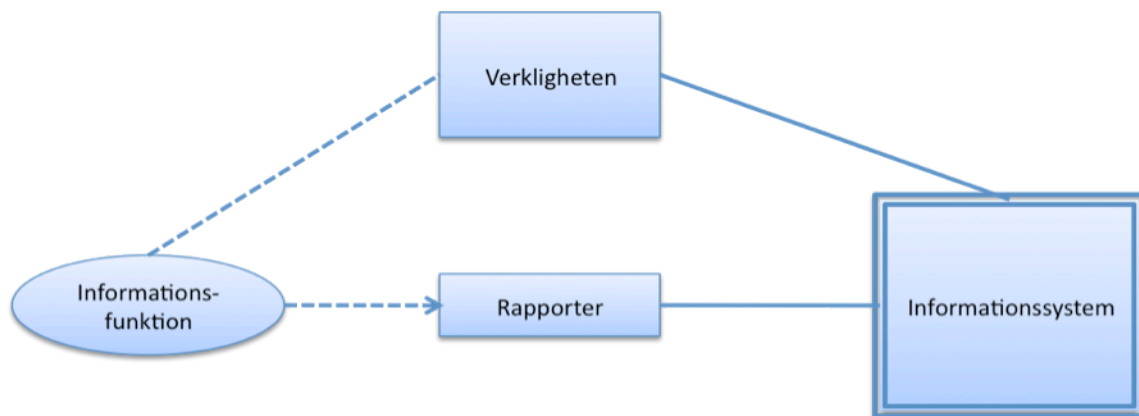 Verkligheten
Informations-
funktion
Rapporter
Informationssystem